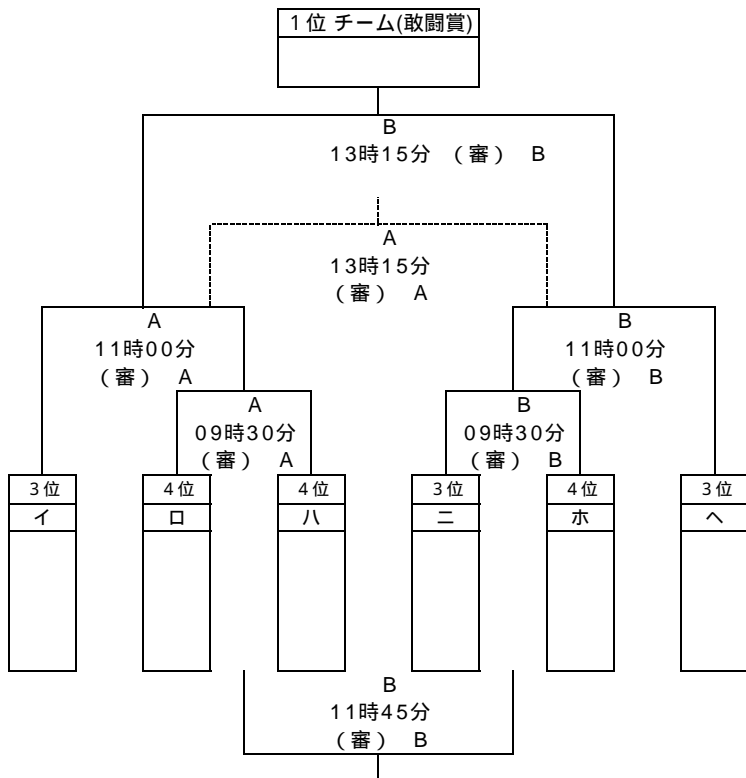 1位 チーム(敢闘賞)
B
13時15分 (審) B
A
13時15分
(審) A
A
11時00分
(審) A
B
11時00分
(審) B
A
09時30分
(審) A
B
09時30分
(審) B
3位
4位
4位
3位
4位
3位
イ
ロ
ハ
ニ
ホ
ヘ
B
11時45分
(審) B